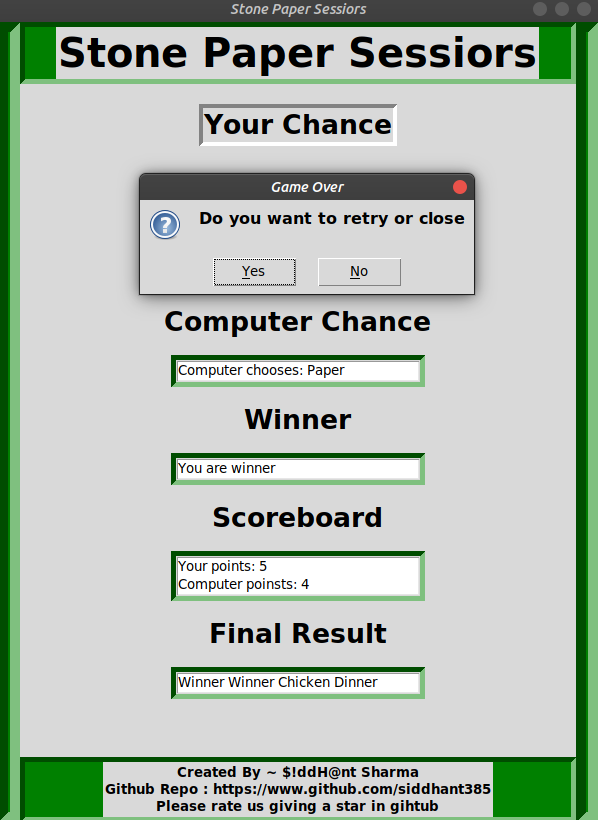 Stone Paper Sessiors
Stone Paper Sessiors
Your Chance
Game Over
Do you want to retry or close
Yes
No
Computer Chance
Computer chooses: Paper
Winner
You are winner
Scoreboard
Your points: 5
Computer poinsts: 4
Final Result
Winner Winner Chicken Dinner
Created By ~ $!ddH@nt Sharma
Github Repo : https://www.github.com/siddhant385
Please rate us giving a star in gihtub